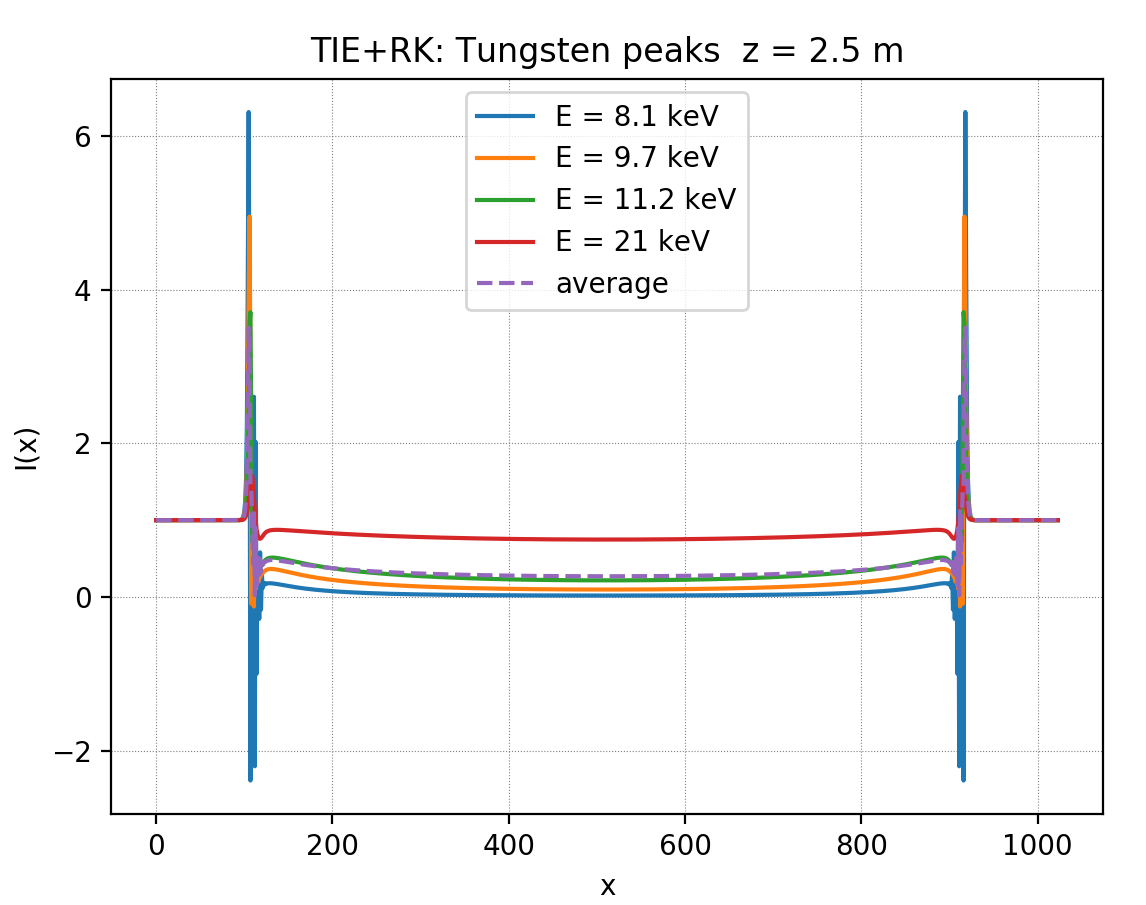 TIE+RK: Tungsten peaks  z = 2.5 m
E = 8.1 keV
E = 9.7 keV
E = 11.2 keV
E = 21 keV
average
6
4
2
0
−2
I(x)
0 200 400 600 800 1000
x